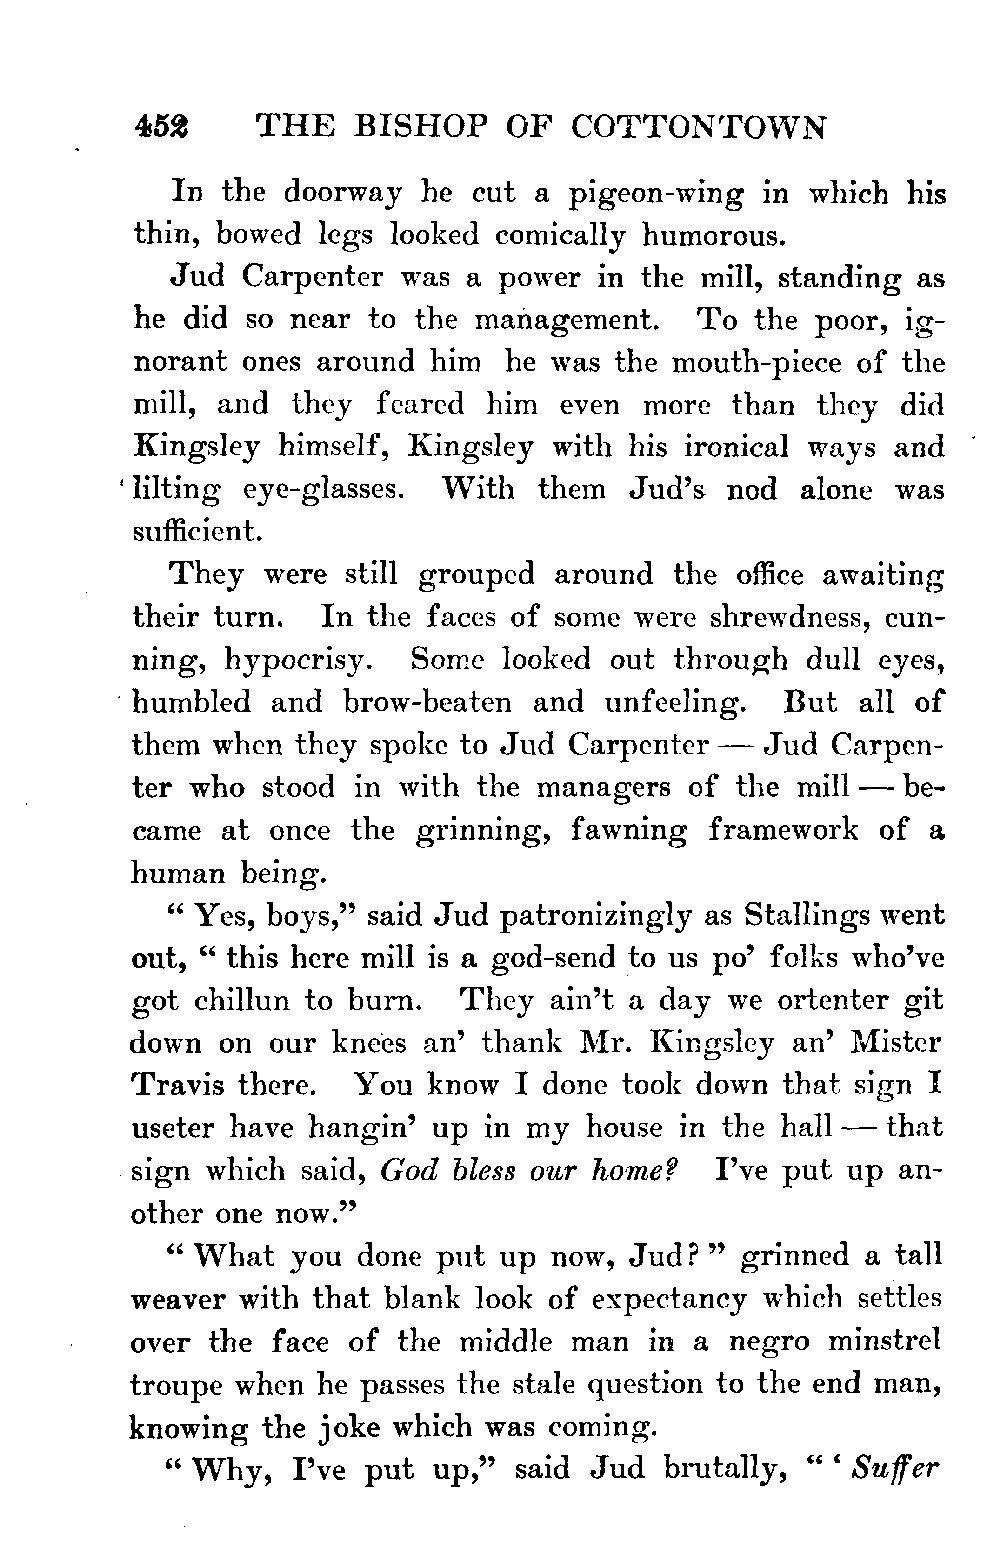 452 THE BISHOP OF COTTONTOWN
In the doorway he cut a pigeon-wing in which his
thin, bowed legs looked comically humorous.
Jud Carpenter was a power in the mill, standing as
he did so near to the management. To the poor, ig-
norant ones around him he was the mouth-piece of the
mill, and they feared him even more than they did
Kingsley himself, Kingsley with his ironical ways and
lilting eye-glasses. With them Jud's nod alone was
sufficient.
They were still grouped around the office awaiting
their turn. In the faces of some were shrewdness, cun-
ning, hypocrisy. Some looked out through dull eyes,
humbled and brow-beaten and unfeeling. But all of
them when they spoke to Jud Carpenter — Jud Carpen-
ter who stood in with the managers of the mill — be-
came at once the grinning, fawning framework of a
human being.
“ Yes, boys,” said Jud patronizingly as Stallings went
out, “ this here mill is a god-send to us po’ folks who’ve
got chillun to burn. They ain’t a day we ortenter git
down on our knees an’ thank Mr. Kingsley an’ Mister
Travis there. You know I done took down that sign I
useter have hangin’ up in my house in the hall — that
sign which said, God bless our home? I’ve put up an-
other one now.”
“ What you done put up now, Jud? ” grinned a tall
weaver with that blank look of expectancy which settles
over the face of the middle man in a negro minstrel
troupe when he passes the stale question to the end man,
knowing the joke which was coming.
“ Why, I’ve put up,” said Jud brutally, “ ‘ Suffer